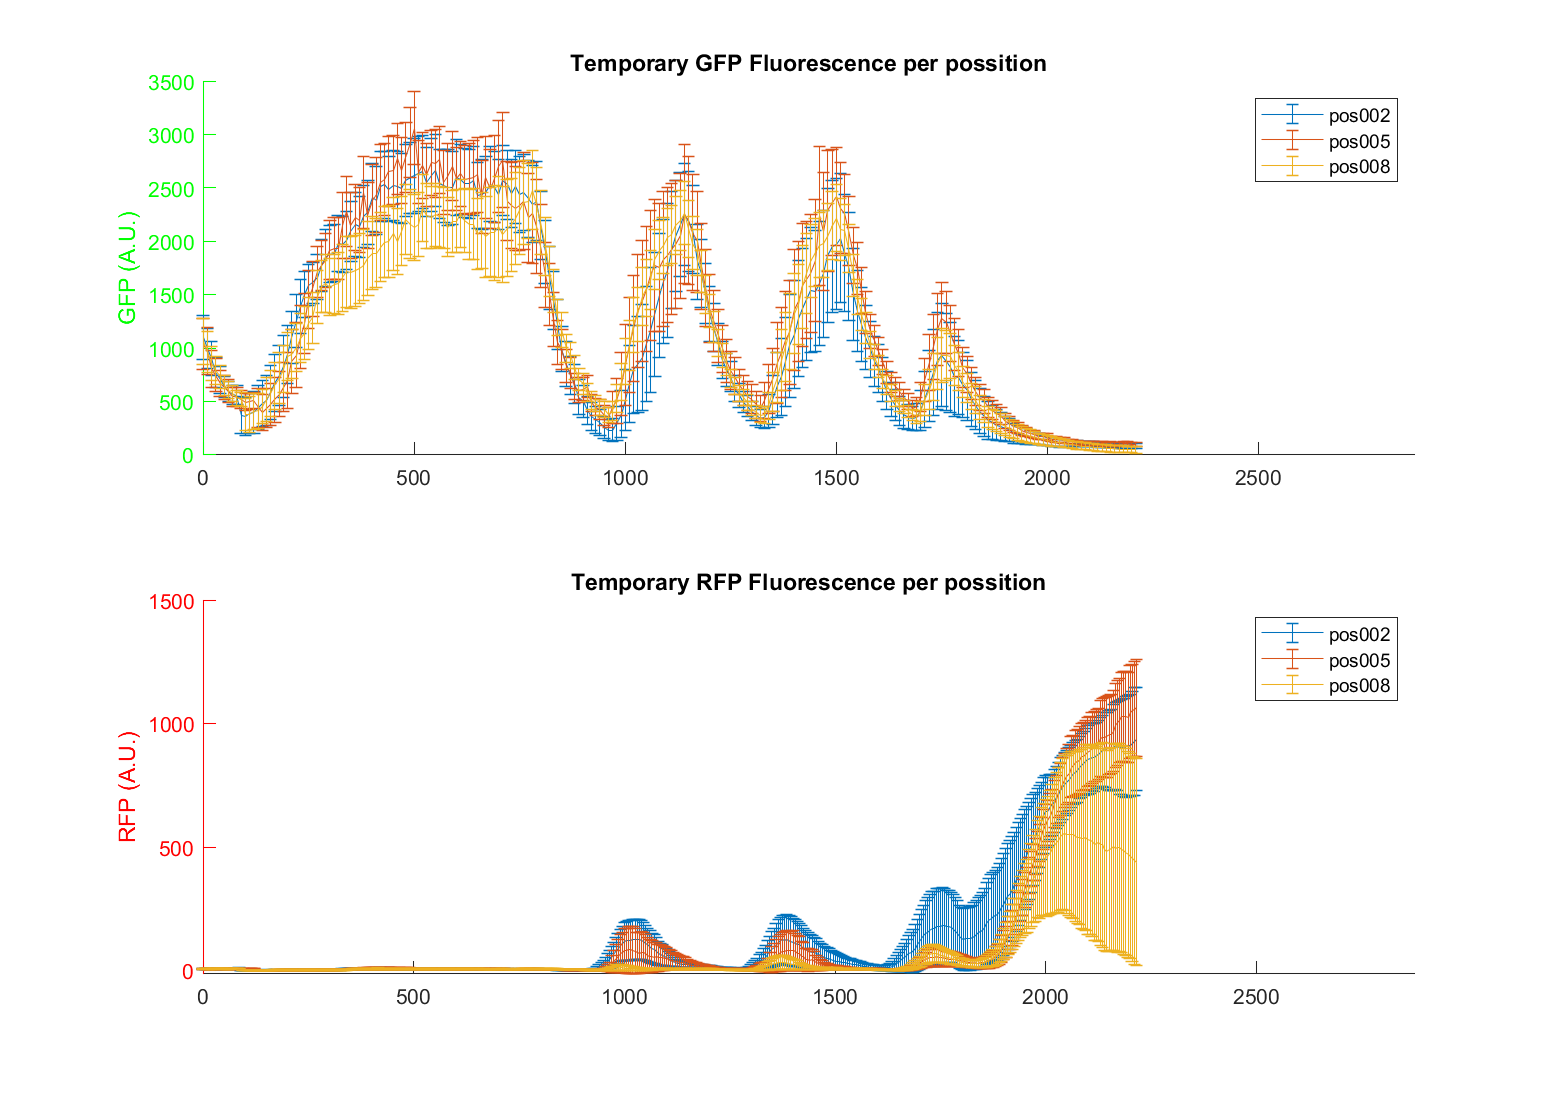 Temporary GFP Fluorescence per possition
3500
3000
2500
2000
1500
1000
500
0
GFP (A.U.)
pos002
pos005
pos008
0 500 1000 1500 2000 2500
Temporary RFP Fluorescence per possition
1500
1000
500
0
RFP (A.U.)
pos002
pos005
pos008
0 500 1000 1500 2000 2500